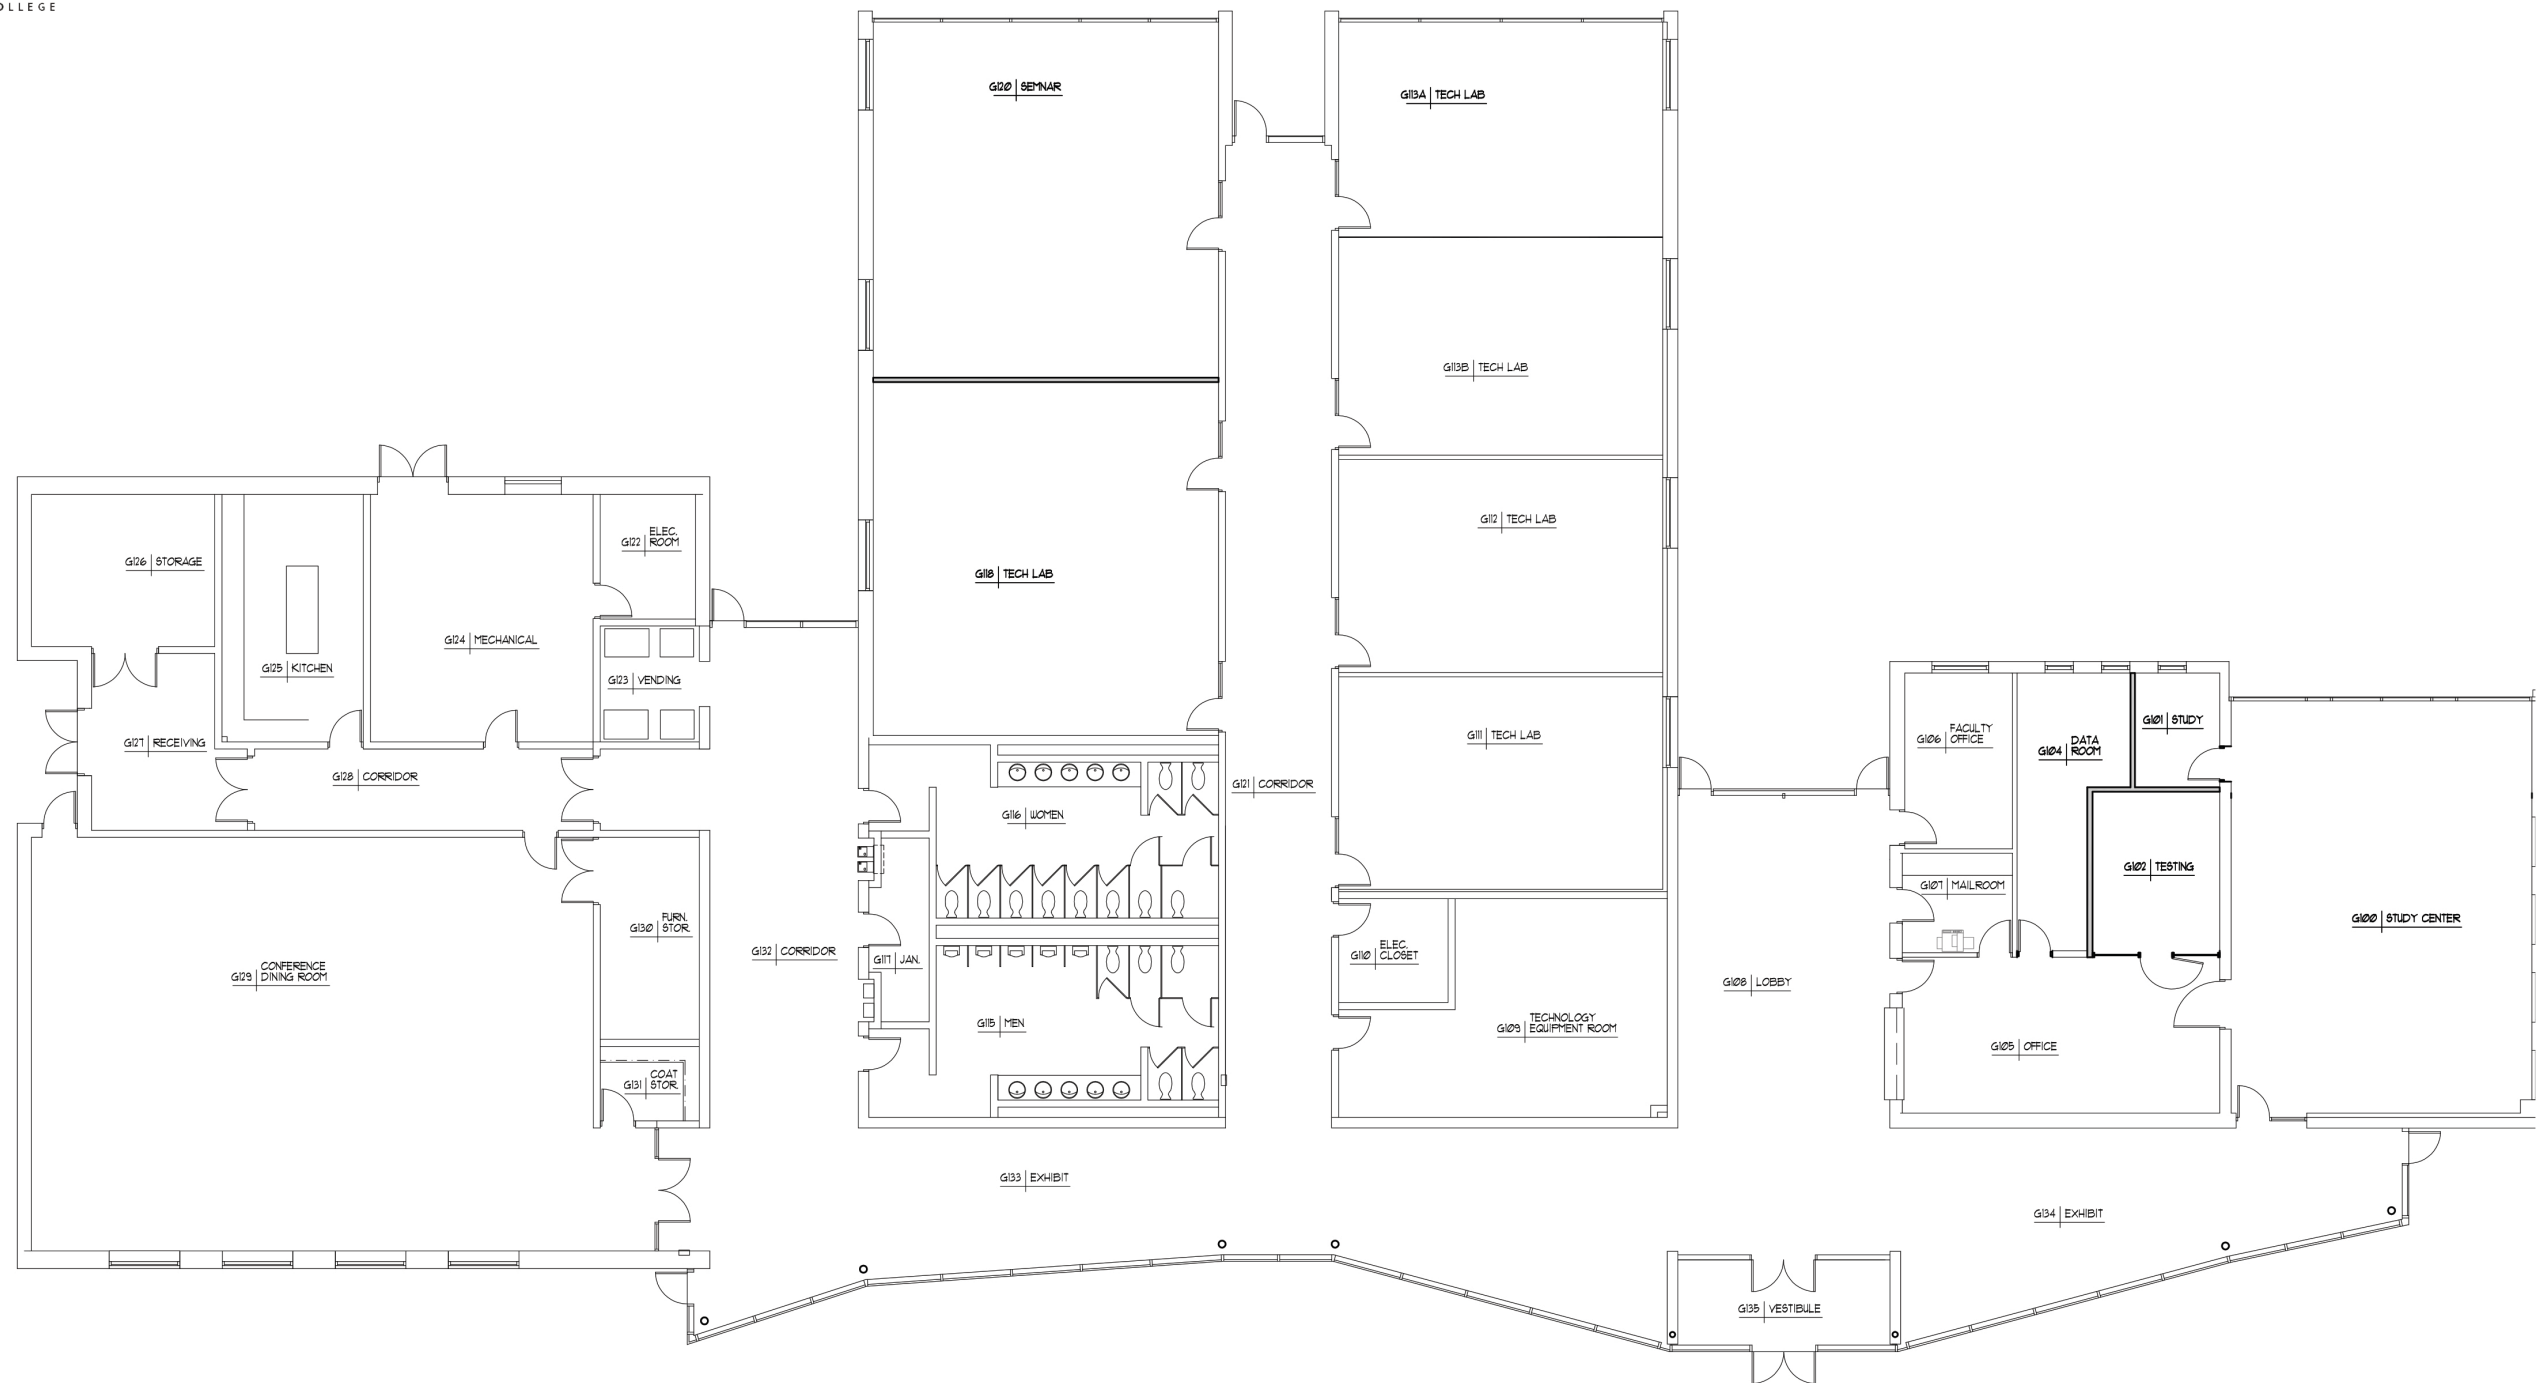 OLLEGE
G120 SEMNAR
G113A TECH LAB
G113B TECH LAB
G112 TECH LAB
G118 TECH LAB
G111 TECH LAB
G126 STORAGE
G125 KITCHEN
G124 MECHANICAL
ELEC.
G122 ROOM
G123 VENDING
G127 RECEIVING
G128 CORRIDOR
G116 WOMEN
G121 CORRIDOR
FACULTY
G106 OFFICE
DATA
G104 ROOM
G101 STUDY
G102 TESTING
G107 MAILROOM
G100 STUDY CENTER
CONFERENCE
G129 DINING ROOM
FURN.
G130 STOR.
G132 CORRIDOR
G117 JAN.
G115 MEN
ELEC.
G110 CLOSET
TECHNOLOGY
G109 EQUIPMENT ROOM
G108 LOBBY
G105 OFFICE
COAT
G131 STOR.
G133 EXHIBIT
G134 EXHIBIT
G135 VESTIBULE